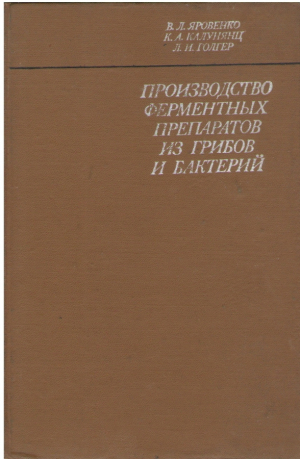 В. Л. ЯРОВЕНКО
К. А. КАЛУНЯНЦ
Л. И. ГОЛГЕР
ПРОИЗВОДСТВО
ФЕРМЕНТНЫХ
ПРЕПАРАТОВ
ИЗ ГРИБОВ
И БАКТЕРИЙ